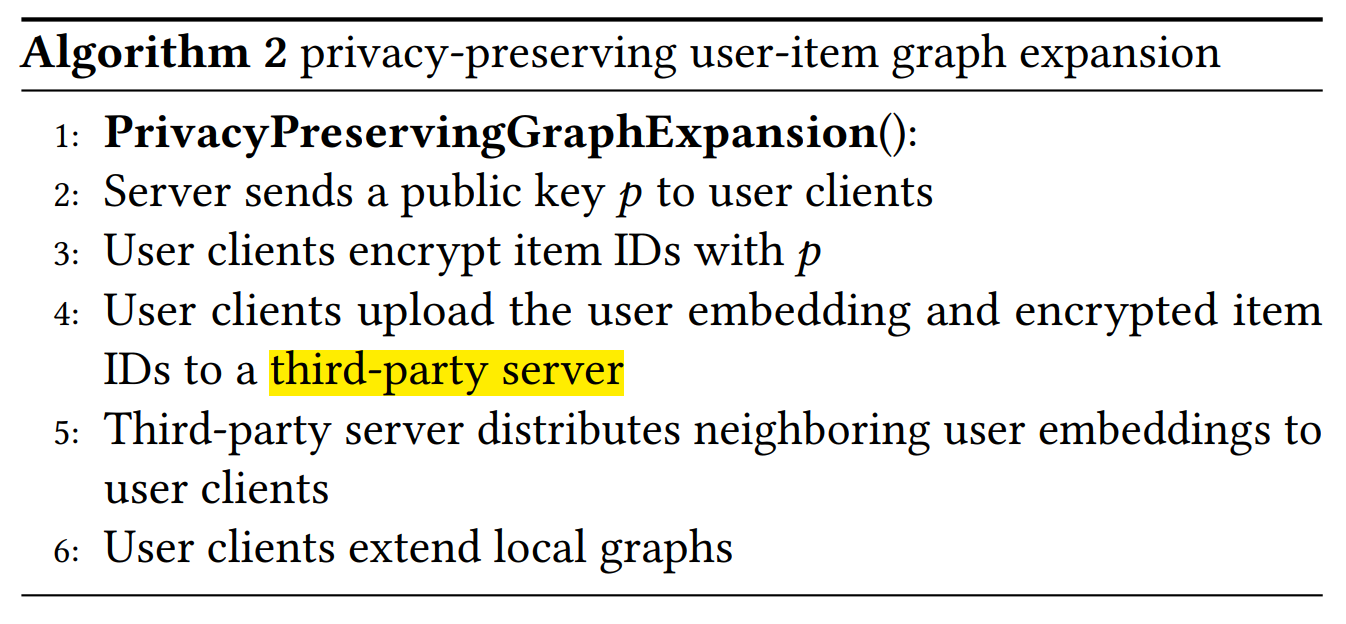 Algorithm 2 privacy-preserving user-item graph expansion
1: PrivacyPreservingGraphExpansion():
2: Server sends a public key p to user clients
3: User clients encrypt item IDs with p
4: User clients upload the user embedding and encrypted item
IDs to a third-party server
5: Third-party server distributes neighboring user embeddings to
user clients
6: User clients extend local graphs